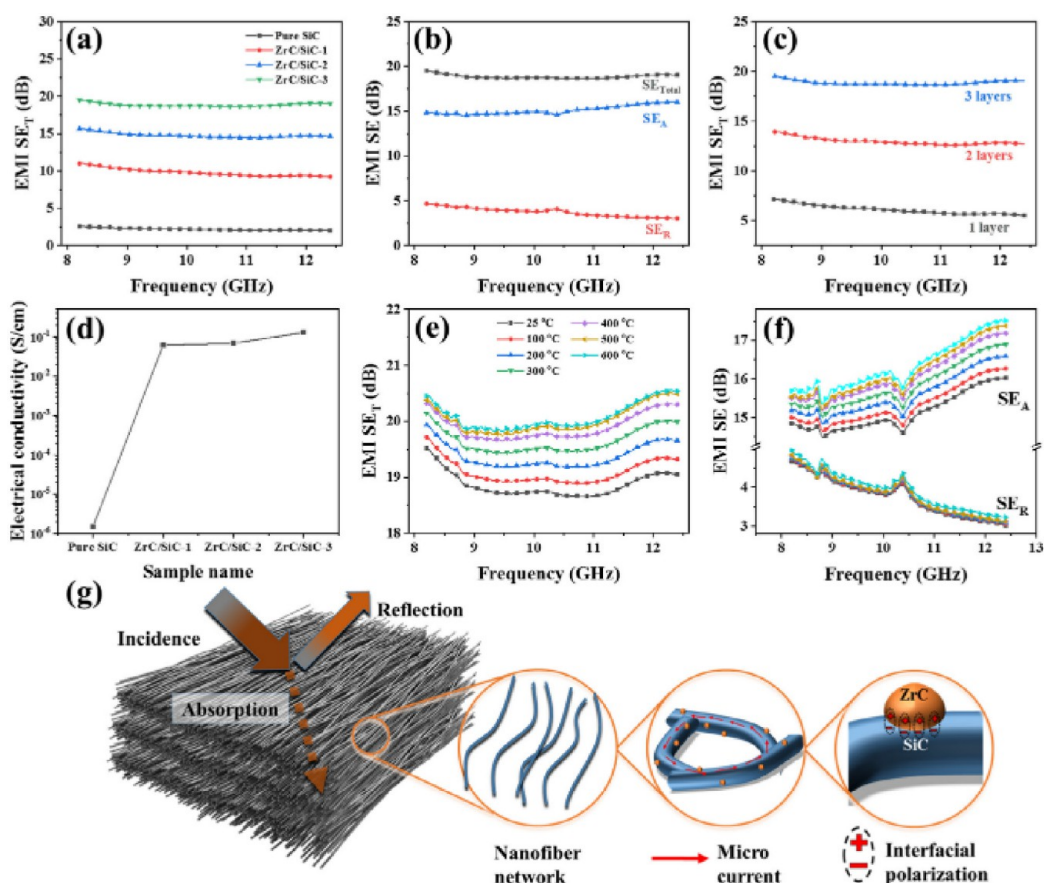 (a)
Pure SiC
ZrC/SiC-1
ZrC/SiC-2
ZrC/SiC-3
EMI SE_T (dB)
30
25
20
15
10
5
0
8 9 10 11 12
Frequency (GHz)
(b)
EMI SE (dB)
25
20
15
10
5
0
SE_Total
SE_A
SE_R
8 9 10 11 12
Frequency (GHz)
(c)
EMI SE_T (dB)
20
15
10
5
3 layers
2 layers
1 layer
8 9 10 11 12
Frequency (GHz)
(d)
Electrical conductivity (S/cm)
10⁻¹
10⁻²
10⁻³
10⁻⁴
10⁻⁵
10⁻⁶
Pure SiC ZrC/SiC-1 ZrC/SiC-2 ZrC/SiC-3
Sample name
(e)
25 °C 400 °C
100 °C 500 °C
200 °C 600 °C
300 °C
EMI SE_T (dB)
22
21
20
19
18
8 9 10 11 12
Frequency (GHz)
(f)
EMI SE (dB)
17
16
15
4
3
SE_A
SE_R
8 9 10 11 12 13
Frequency (GHz)
(g)
Incidence
Reflection
Absorption
ZrC
SiC
Nanofiber
network
Micro
current
Interfacial
polarization